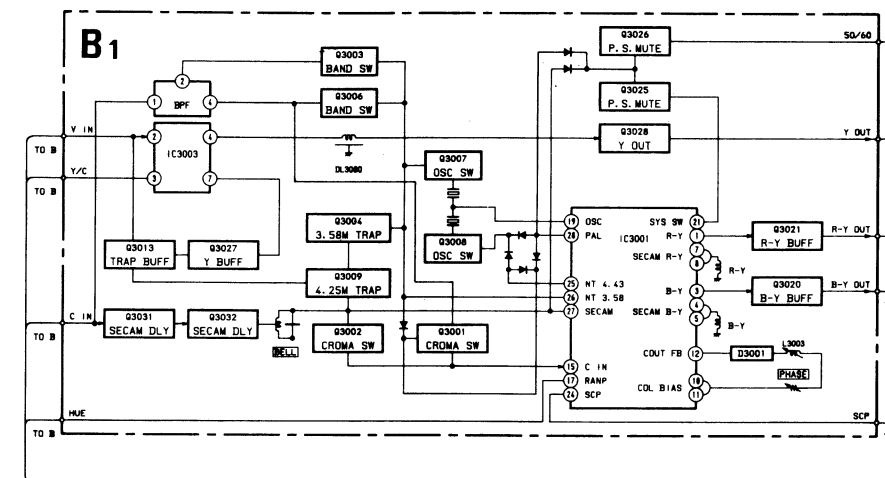 B1
Q3026
P.S.MUTE
50/60
Q3003
BAND SW
2
1
BPF
4
Q3006
BAND SW
Q3025
P.S.MUTE
V IN
TO B
2
4
IC3003
DL3080
Q3028
Y OUT
Y OUT
Y/C
TO B
3
7
Q3007
OSC SW
Q3004
3.58M TRAP
Q3008
OSC SW
19 OSC
SYS SW 21
20 PAL
IC3001
R-Y 1
Q3021
R-Y BUFF
R-Y OUT
Q3013
TRAP BUFF
Q3027
Y BUFF
7
SECAM R-Y
8
R-Y
Q3009
4.25M TRAP
25 NT 4.43
26 NT 3.58
27 SECAM
B-Y 3
Q3020
B-Y BUFF
B-Y OUT
4
SECAM B-Y
5
B-Y
C IN
TO B
Q3031
SECAM DLY
Q3032
SECAM DLY
BELL
Q3002
CROMA SW
Q3001
CROMA SW
COUT FB 12
D3001
L3003
PHASE
15 C IN
17 RANP
24 SCP
10
COL BIAS
11
HUE
TO B
SCP